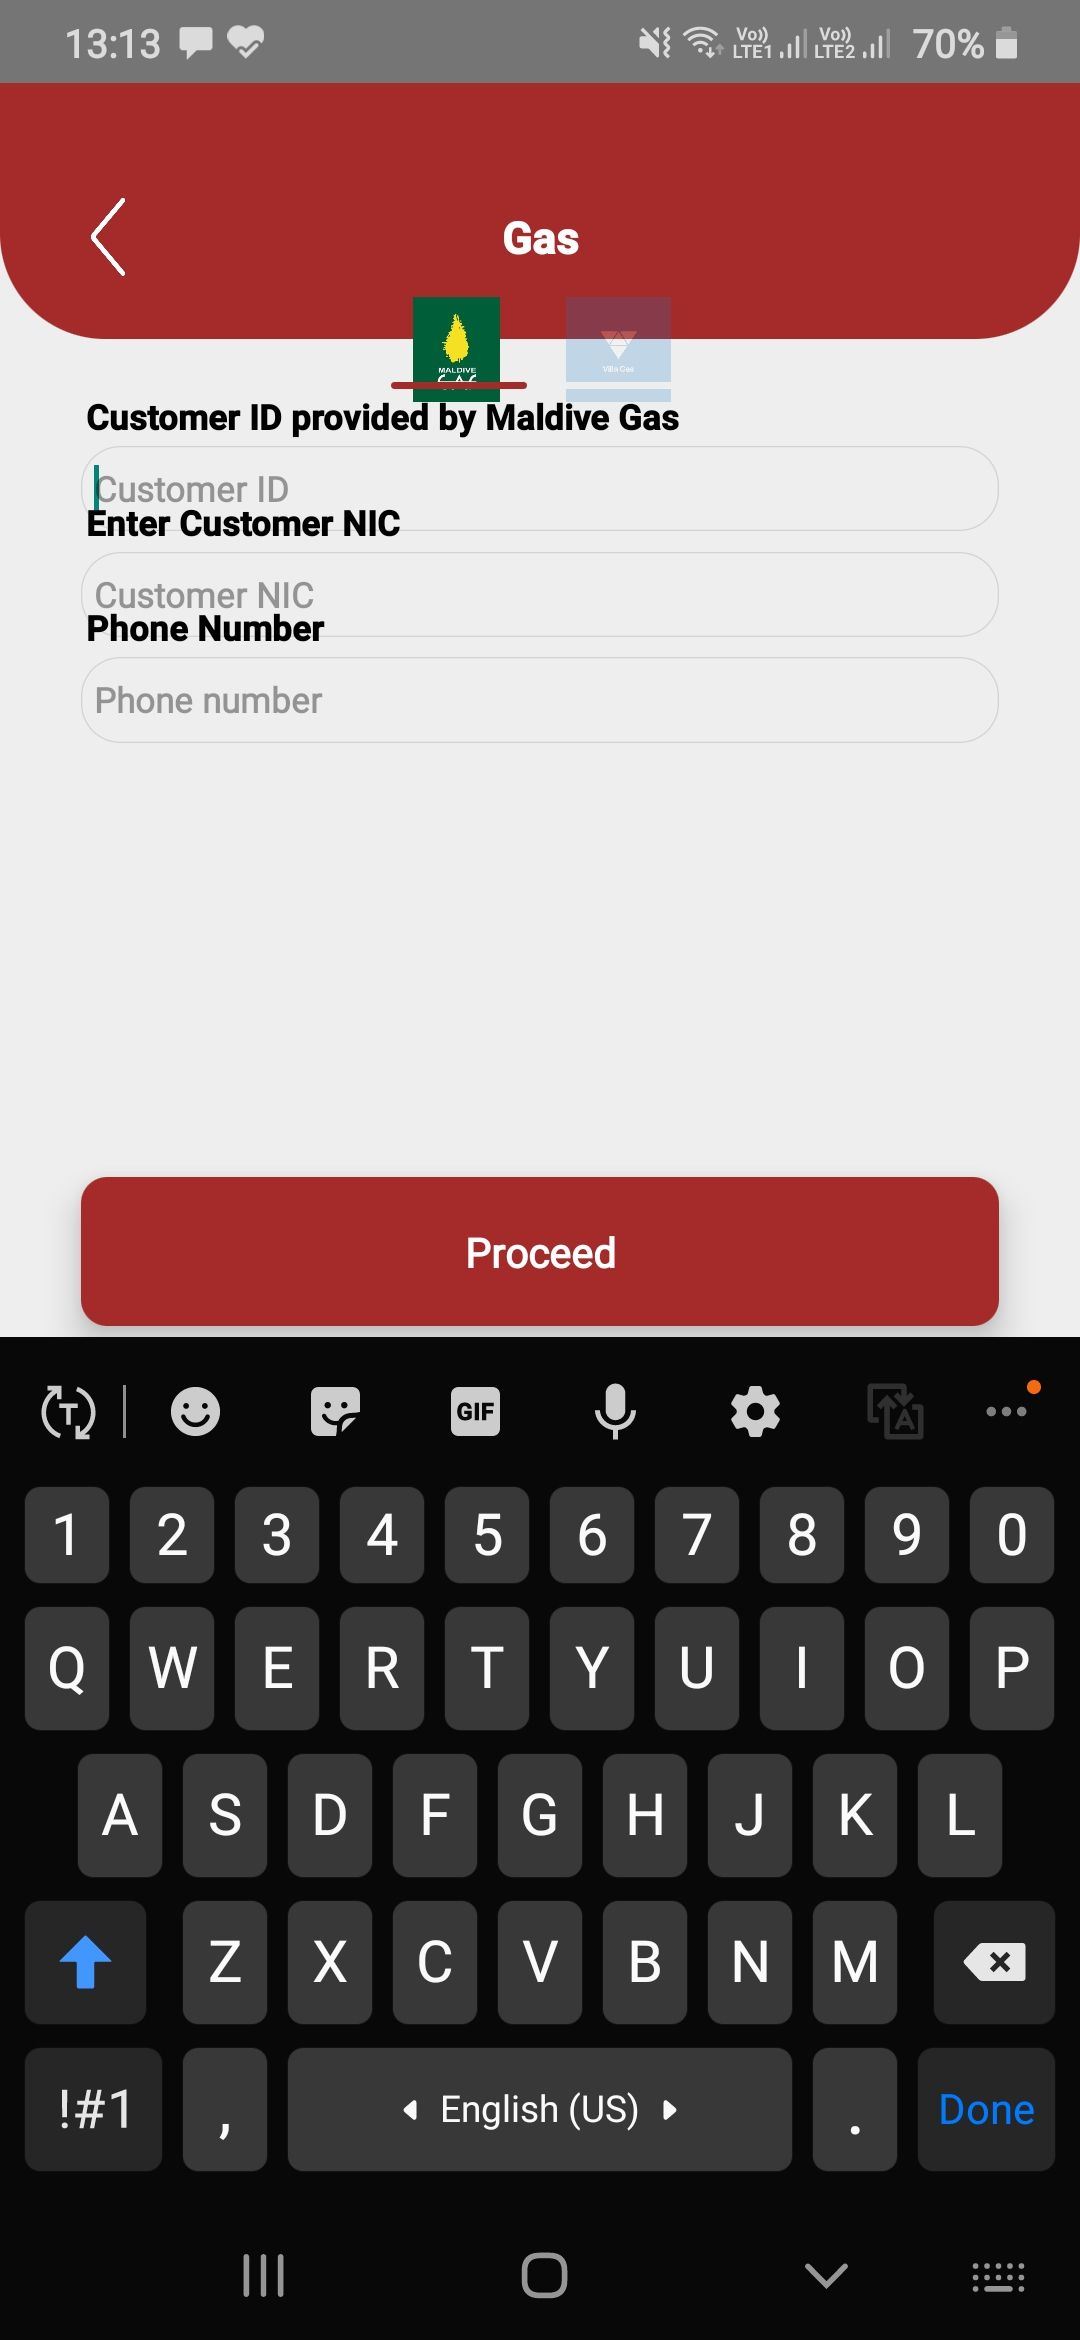 13:13
Vo)) LTE1 Vo)) LTE2 70%
Gas
MALDIVE
GAS
Villa Gas
Customer ID provided by Maldive Gas
Customer ID
Enter Customer NIC
Customer NIC
Phone Number
Phone number
Proceed
T GIF A
1 2 3 4 5 6 7 8 9 0
Q W E R T Y U I O P
A S D F G H J K L
Z X C V B N M
!#1 , English (US) . Done